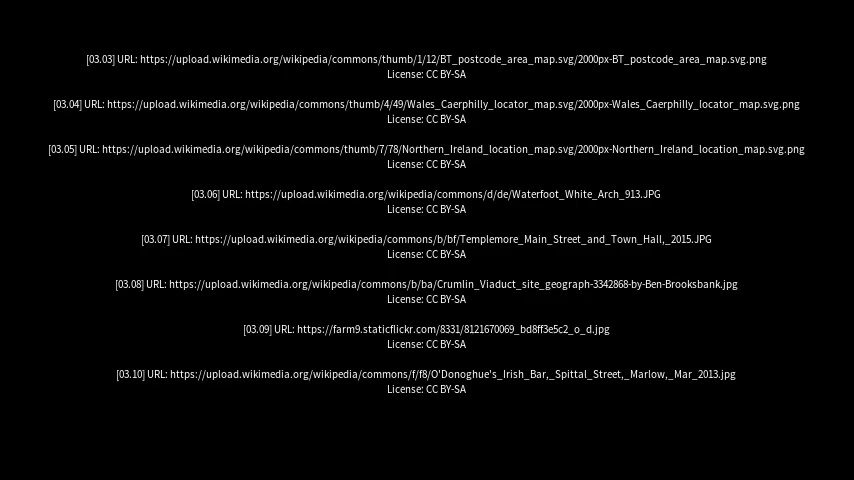 [03.03] URL: https://upload.wikimedia.org/wikipedia/commons/thumb/1/12/BT_postcode_area_map.svg/2000px-BT_postcode_area_map.svg.png
License: CC BY-SA
[03.04] URL: https://upload.wikimedia.org/wikipedia/commons/thumb/4/49/Wales_Caerphilly_locator_map.svg/2000px-Wales_Caerphilly_locator_map.svg.png
License: CC BY-SA
[03.05] URL: https://upload.wikimedia.org/wikipedia/commons/thumb/7/78/Northern_Ireland_location_map.svg/2000px-Northern_Ireland_location_map.svg.png
License: CC BY-SA
[03.06] URL: https://upload.wikimedia.org/wikipedia/commons/d/de/Waterfoot_White_Arch_913.JPG
License: CC BY-SA
[03.07] URL: https://upload.wikimedia.org/wikipedia/commons/b/bf/Templemore_Main_Street_and_Town_Hall,_2015.JPG
License: CC BY-SA
[03.08] URL: https://upload.wikimedia.org/wikipedia/commons/b/ba/Crumlin_Viaduct_site_geograph-3342868-by-Ben-Brooksbank.jpg
License: CC BY-SA
[03.09] URL: https://farm9.staticflickr.com/8331/8121670069_bd8ff3e5c2_o_d.jpg
License: CC BY-SA
[03.10] URL: https://upload.wikimedia.org/wikipedia/commons/f/f8/O'Donoghue's_Irish_Bar,_Spittal_Street,_Marlow,_Mar_2013.jpg
License: CC BY-SA